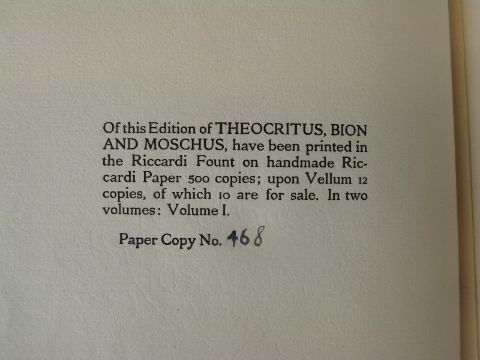 Of this Edition of THEOCRITUS, BION
AND MOSCHUS, have been printed in
the Riccardi Fount on handmade Ric-
cardi Paper 500 copies; upon Vellum 12
copies, of which 10 are for sale. In two
volumes: Volume I.
Paper Copy No. 468